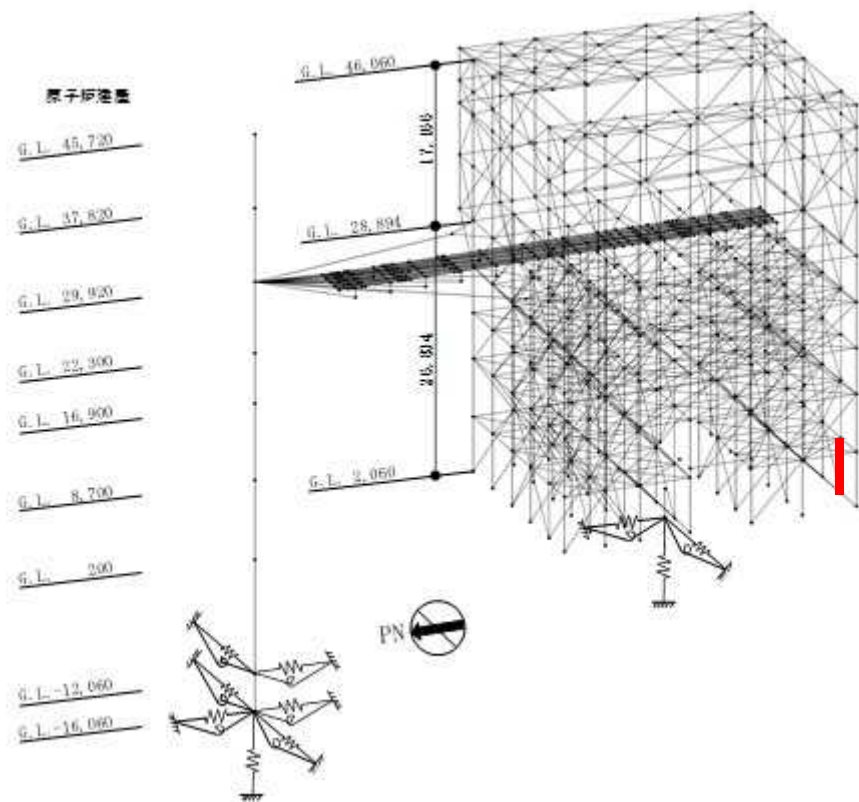 原子炉建屋
G.L. 46,060
G.L. 45,720
17,166
G.L. 37,820
G.L. 28,894
G.L. 29,920
G.L. 22,300
26,834
G.L. 16,900
G.L. 2,060
G.L. 8,700
G.L. 200
PN
G.L.-12,060
G.L.-16,060